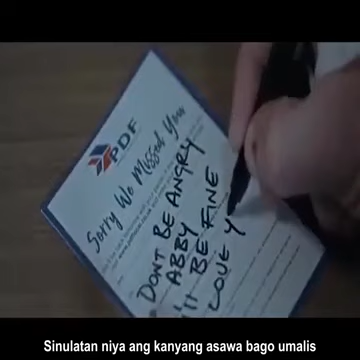 PDF
Sorry We Missed You
DONT BE ANGRY
ABBY
I'll BE FINE
LOVE Y
Sinulatan niya ang kanyang asawa bago umalis